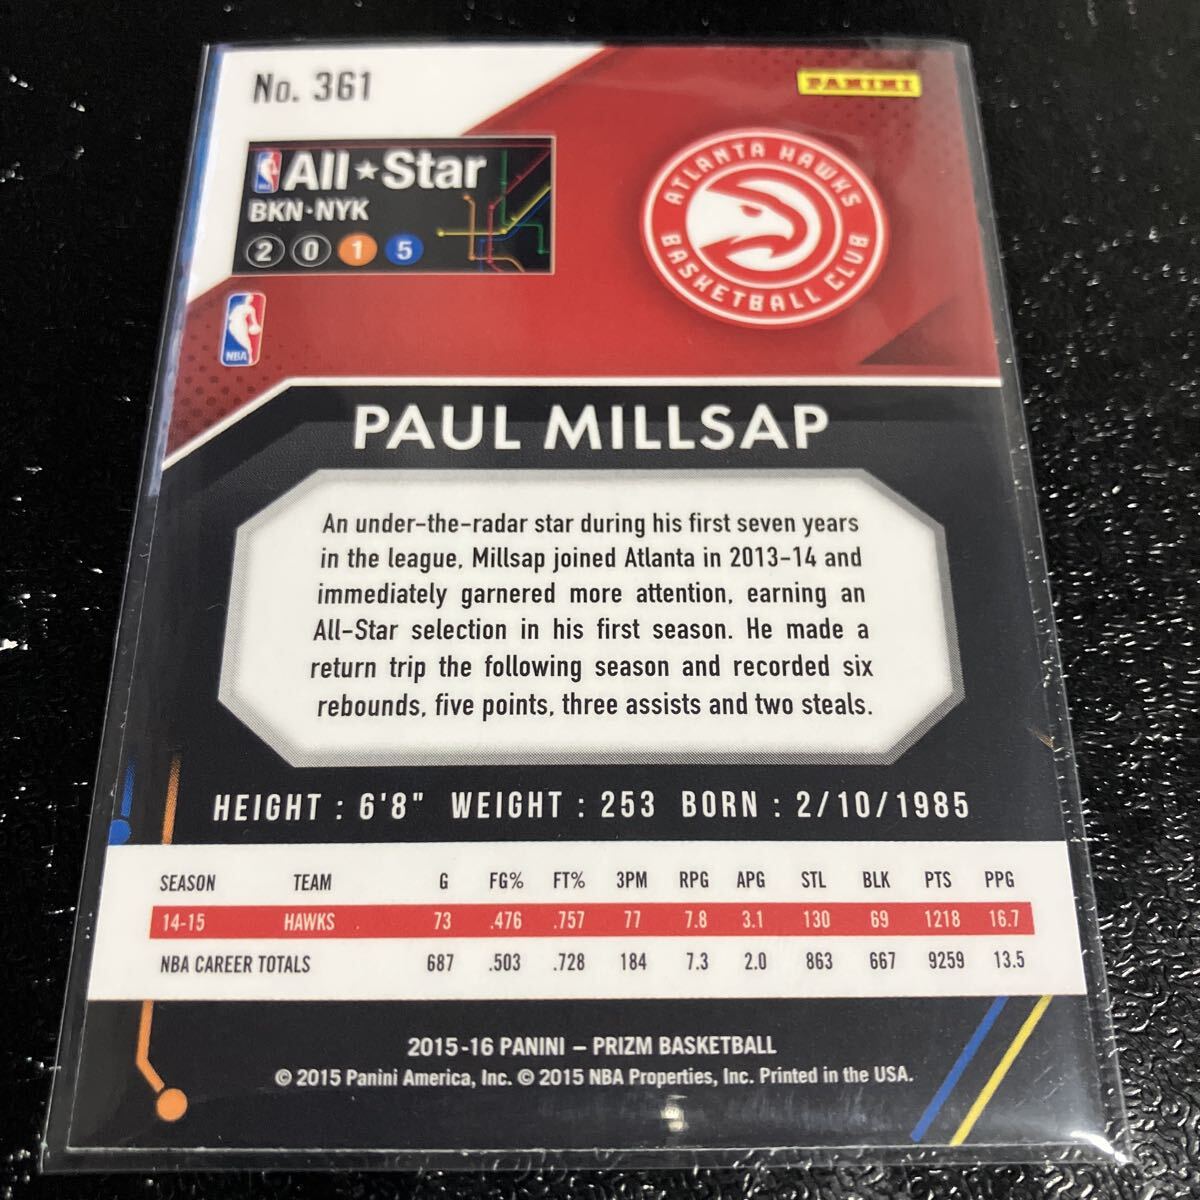 No. 361
PANINI
NBA All★Star
BKN·NYK
2 0 1 5
ATLANTA HAWKS BASKETBALL CLUB
NBA
PAUL MILLSAP
An under-the-radar star during his first seven years
in the league, Millsap joined Atlanta in 2013-14 and
immediately garnered more attention, earning an
All-Star selection in his first season. He made a
return trip the following season and recorded six
rebounds, five points, three assists and two steals.
HEIGHT : 6'8" WEIGHT : 253 BORN : 2/10/1985
SEASON TEAM G FG% FT% 3PM RPG APG STL BLK PTS PPG
14-15 HAWKS 73 .476 .757 77 7.8 3.1 130 69 1218 16.7
NBA CAREER TOTALS 687 .503 .728 184 7.3 2.0 863 667 9259 13.5
2015-16 PANINI – PRIZM BASKETBALL
© 2015 Panini America, Inc. © 2015 NBA Properties, Inc. Printed in the USA.